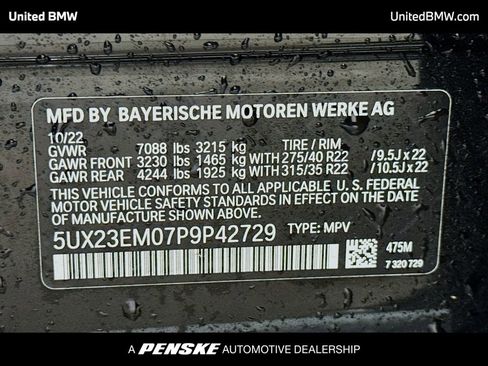 United BMW UnitedBMW.com
MFD BY BAYERISCHE MOTOREN WERKE AG
10/22
GVWR 7088 lbs 3215 kg TIRE / RIM
GAWR FRONT 3230 lbs 1465 kg WITH 275/40 R22 / 9.5J x 22
GAWR REAR 4244 lbs 1925 kg WITH 315/35 R22 / 10.5J x 22
THIS VEHICLE CONFORMS TO ALL APPLICABLE U. S. FEDERAL
MOTOR VEHICLE SAFETY STANDARDS IN EFFECT ON THE DATE
OF MANUFACTURE SHOWN ABOVE.
5UX23EM07P9P42729 TYPE: MPV
475M
7 320 729
A PENSKE AUTOMOTIVE DEALERSHIP